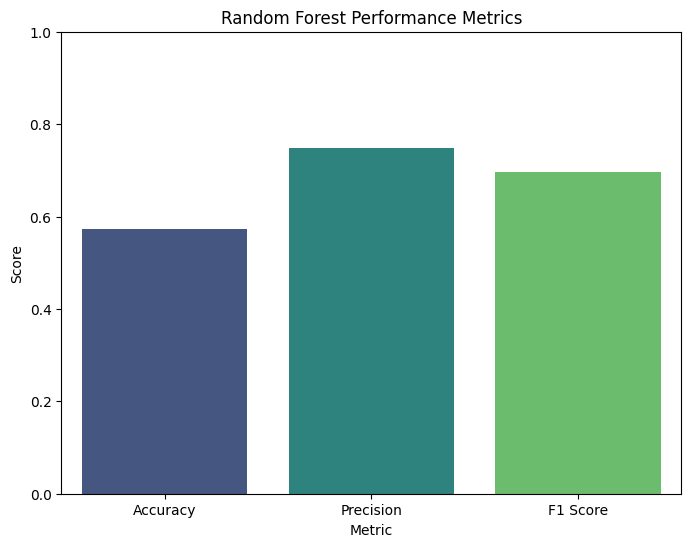 Random Forest Performance Metrics
1.0
0.8
0.6
0.4
0.2
0.0
Score
Accuracy
Precision
F1 Score
Metric